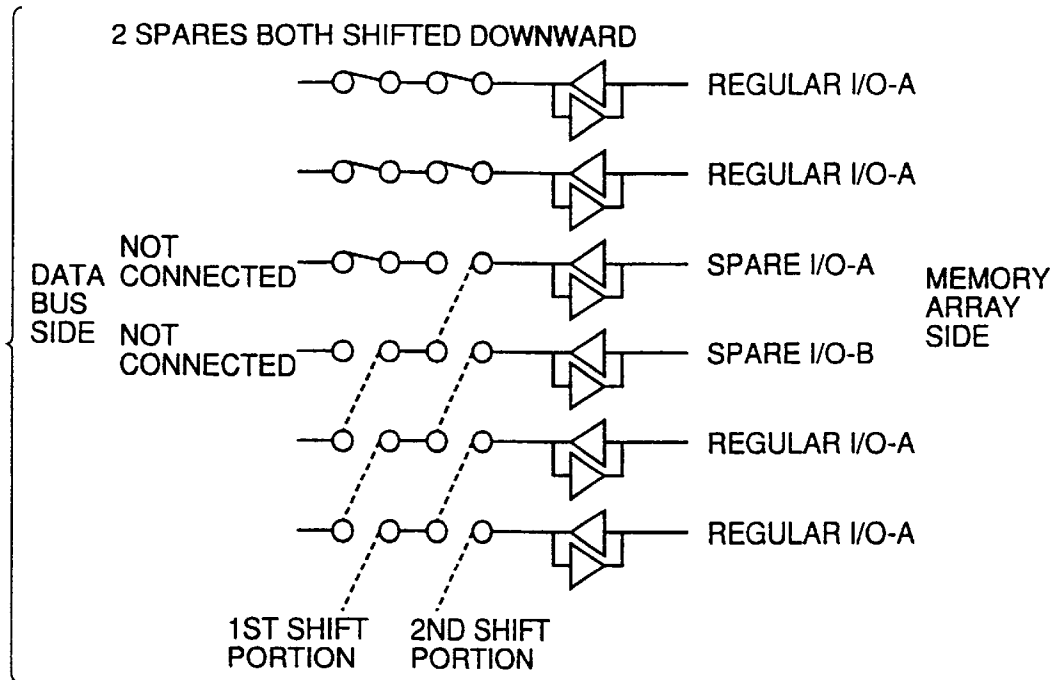 2 SPARES BOTH SHIFTED DOWNWARD
REGULAR I/O-A
REGULAR I/O-A
DATA
BUS
SIDE
NOT
CONNECTED
SPARE I/O-A
MEMORY
ARRAY
SIDE
NOT
CONNECTED
SPARE I/O-B
REGULAR I/O-A
REGULAR I/O-A
1ST SHIFT
PORTION
2ND SHIFT
PORTION